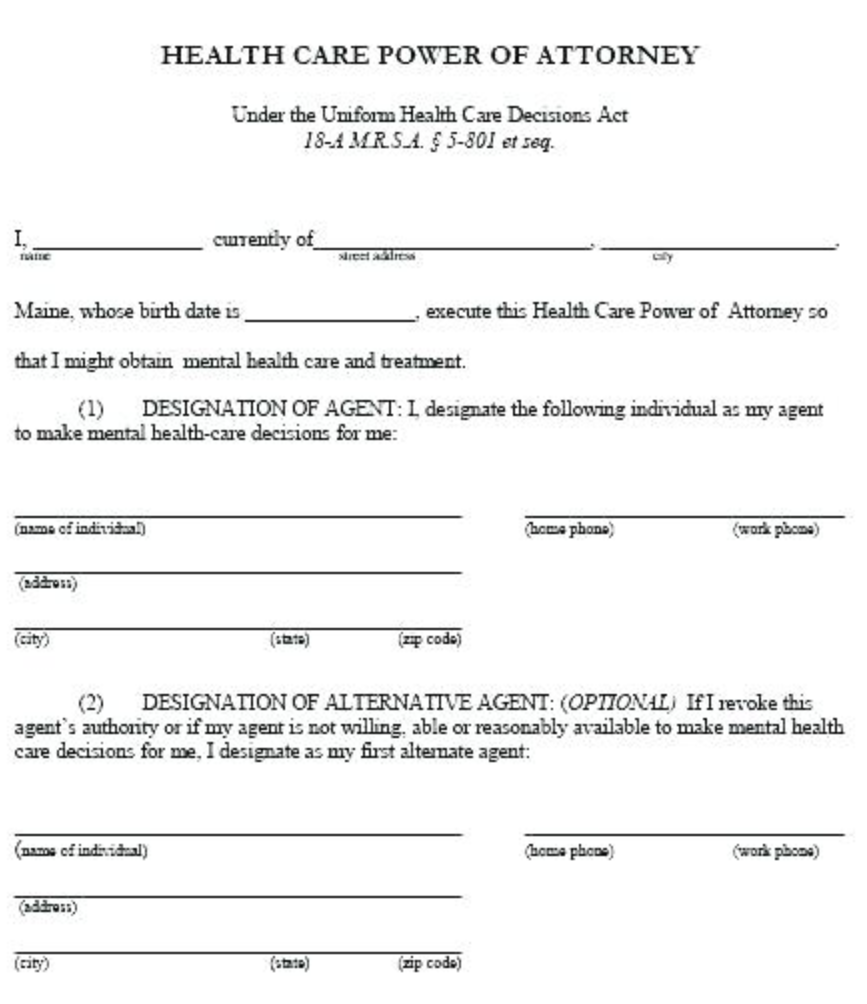 HEALTH CARE POWER OF ATTORNEY
Under the Uniform Health Care Decisions Act
18-A M.R.S.A. § 5-801 et seq.
I, ________________ currently of__________________________, ______________________,
name street address city
Maine, whose birth date is ________________, execute this Health Care Power of Attorney so
that I might obtain mental health care and treatment.
(1) DESIGNATION OF AGENT: I, designate the following individual as my agent
to make mental health-care decisions for me:
(name of individual) (home phone) (work phone)
(address)
(city) (state) (zip code)
(2) DESIGNATION OF ALTERNATIVE AGENT: (OPTIONAL) If I revoke this
agent`s authority or if my agent is not willing, able or reasonably available to make mental health
care decisions for me, I designate as my first alternate agent:
(name of individual) (home phone) (work phone)
(address)
(city) (state) (zip code)